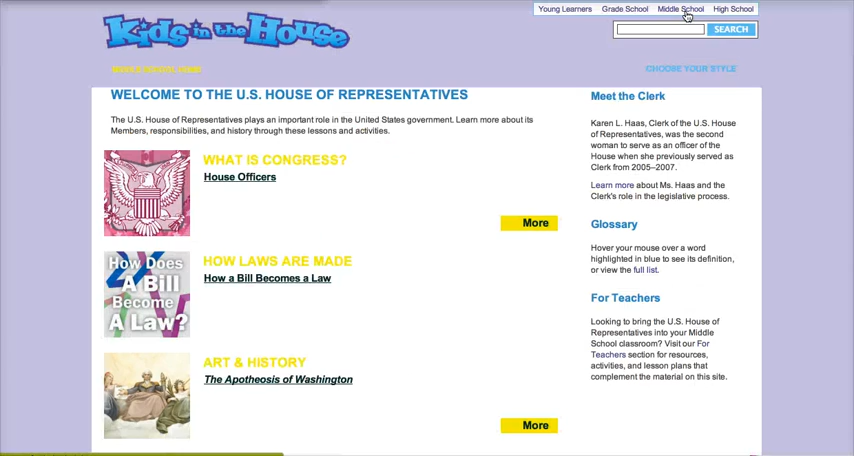 Young Learners Grade School Middle School High School
Kids in the House
SEARCH
CHOOSE YOUR STYLE
WELCOME TO THE U.S. HOUSE OF REPRESENTATIVES
The U.S. House of Representatives plays an important role in the United States government. Learn more about its
Members, responsibilities, and history through these lessons and activities.
WHAT IS CONGRESS?
House Officers
More
HOW LAWS ARE MADE
How a Bill Becomes a Law
How Does
A Bill
Become
A Law?
ART & HISTORY
The Apotheosis of Washington
More
Meet the Clerk
Karen L. Haas, Clerk of the U.S. House
of Representatives, was the second
woman to serve as an officer of the
House when she previously served as
Clerk from 2005–2007.
Learn more about Ms. Haas and the
Clerk's role in the legislative process.
Glossary
Hover your mouse over a word
highlighted in blue to see its definition,
or view the full list.
For Teachers
Looking to bring the U.S. House of
Representatives into your Middle
School classroom? Visit our For
Teachers section for resources,
activities, and lesson plans that
complement the material on this site.